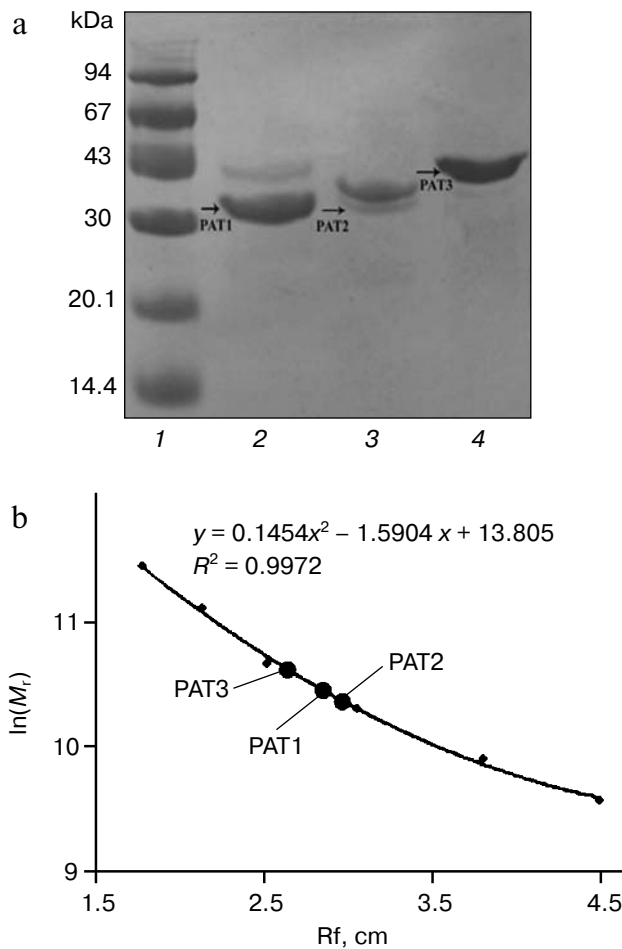 a
kDa
94
67
43
30
20.1
14.4
PAT1
PAT2
PAT3
1 2 3 4
b
y = 0.1454x² – 1.5904 x + 13.805
R² = 0.9972
11
10
9
ln(Mᵣ)
PAT3
PAT1
PAT2
1.5 2.5 3.5 4.5
Rf, cm